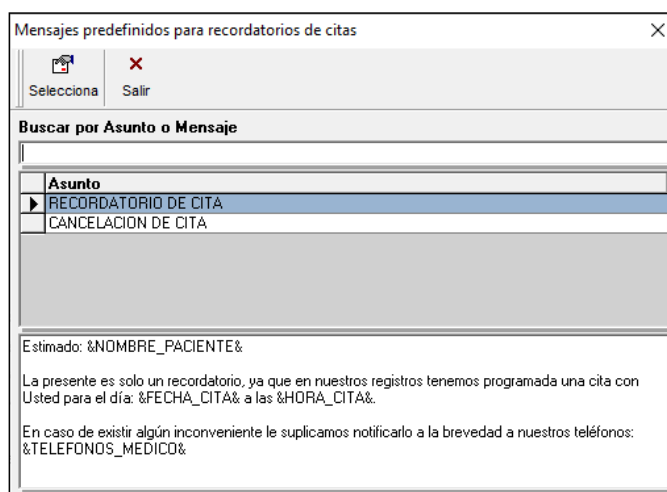 Mensajes predefinidos para recordatorios de citas
Selecciona Salir
Buscar por Asunto o Mensaje
Asunto
RECORDATORIO DE CITA
CANCELACION DE CITA
Estimado: &NOMBRE_PACIENTE&
La presente es solo un recordatorio, ya que en nuestros registros tenemos programada una cita con
Usted para el día: &FECHA_CITA& a las &HORA_CITA&.
En caso de existir algún inconveniente le suplicamos notificarlo a la brevedad a nuestros teléfonos:
&TELEFONOS_MEDICO&